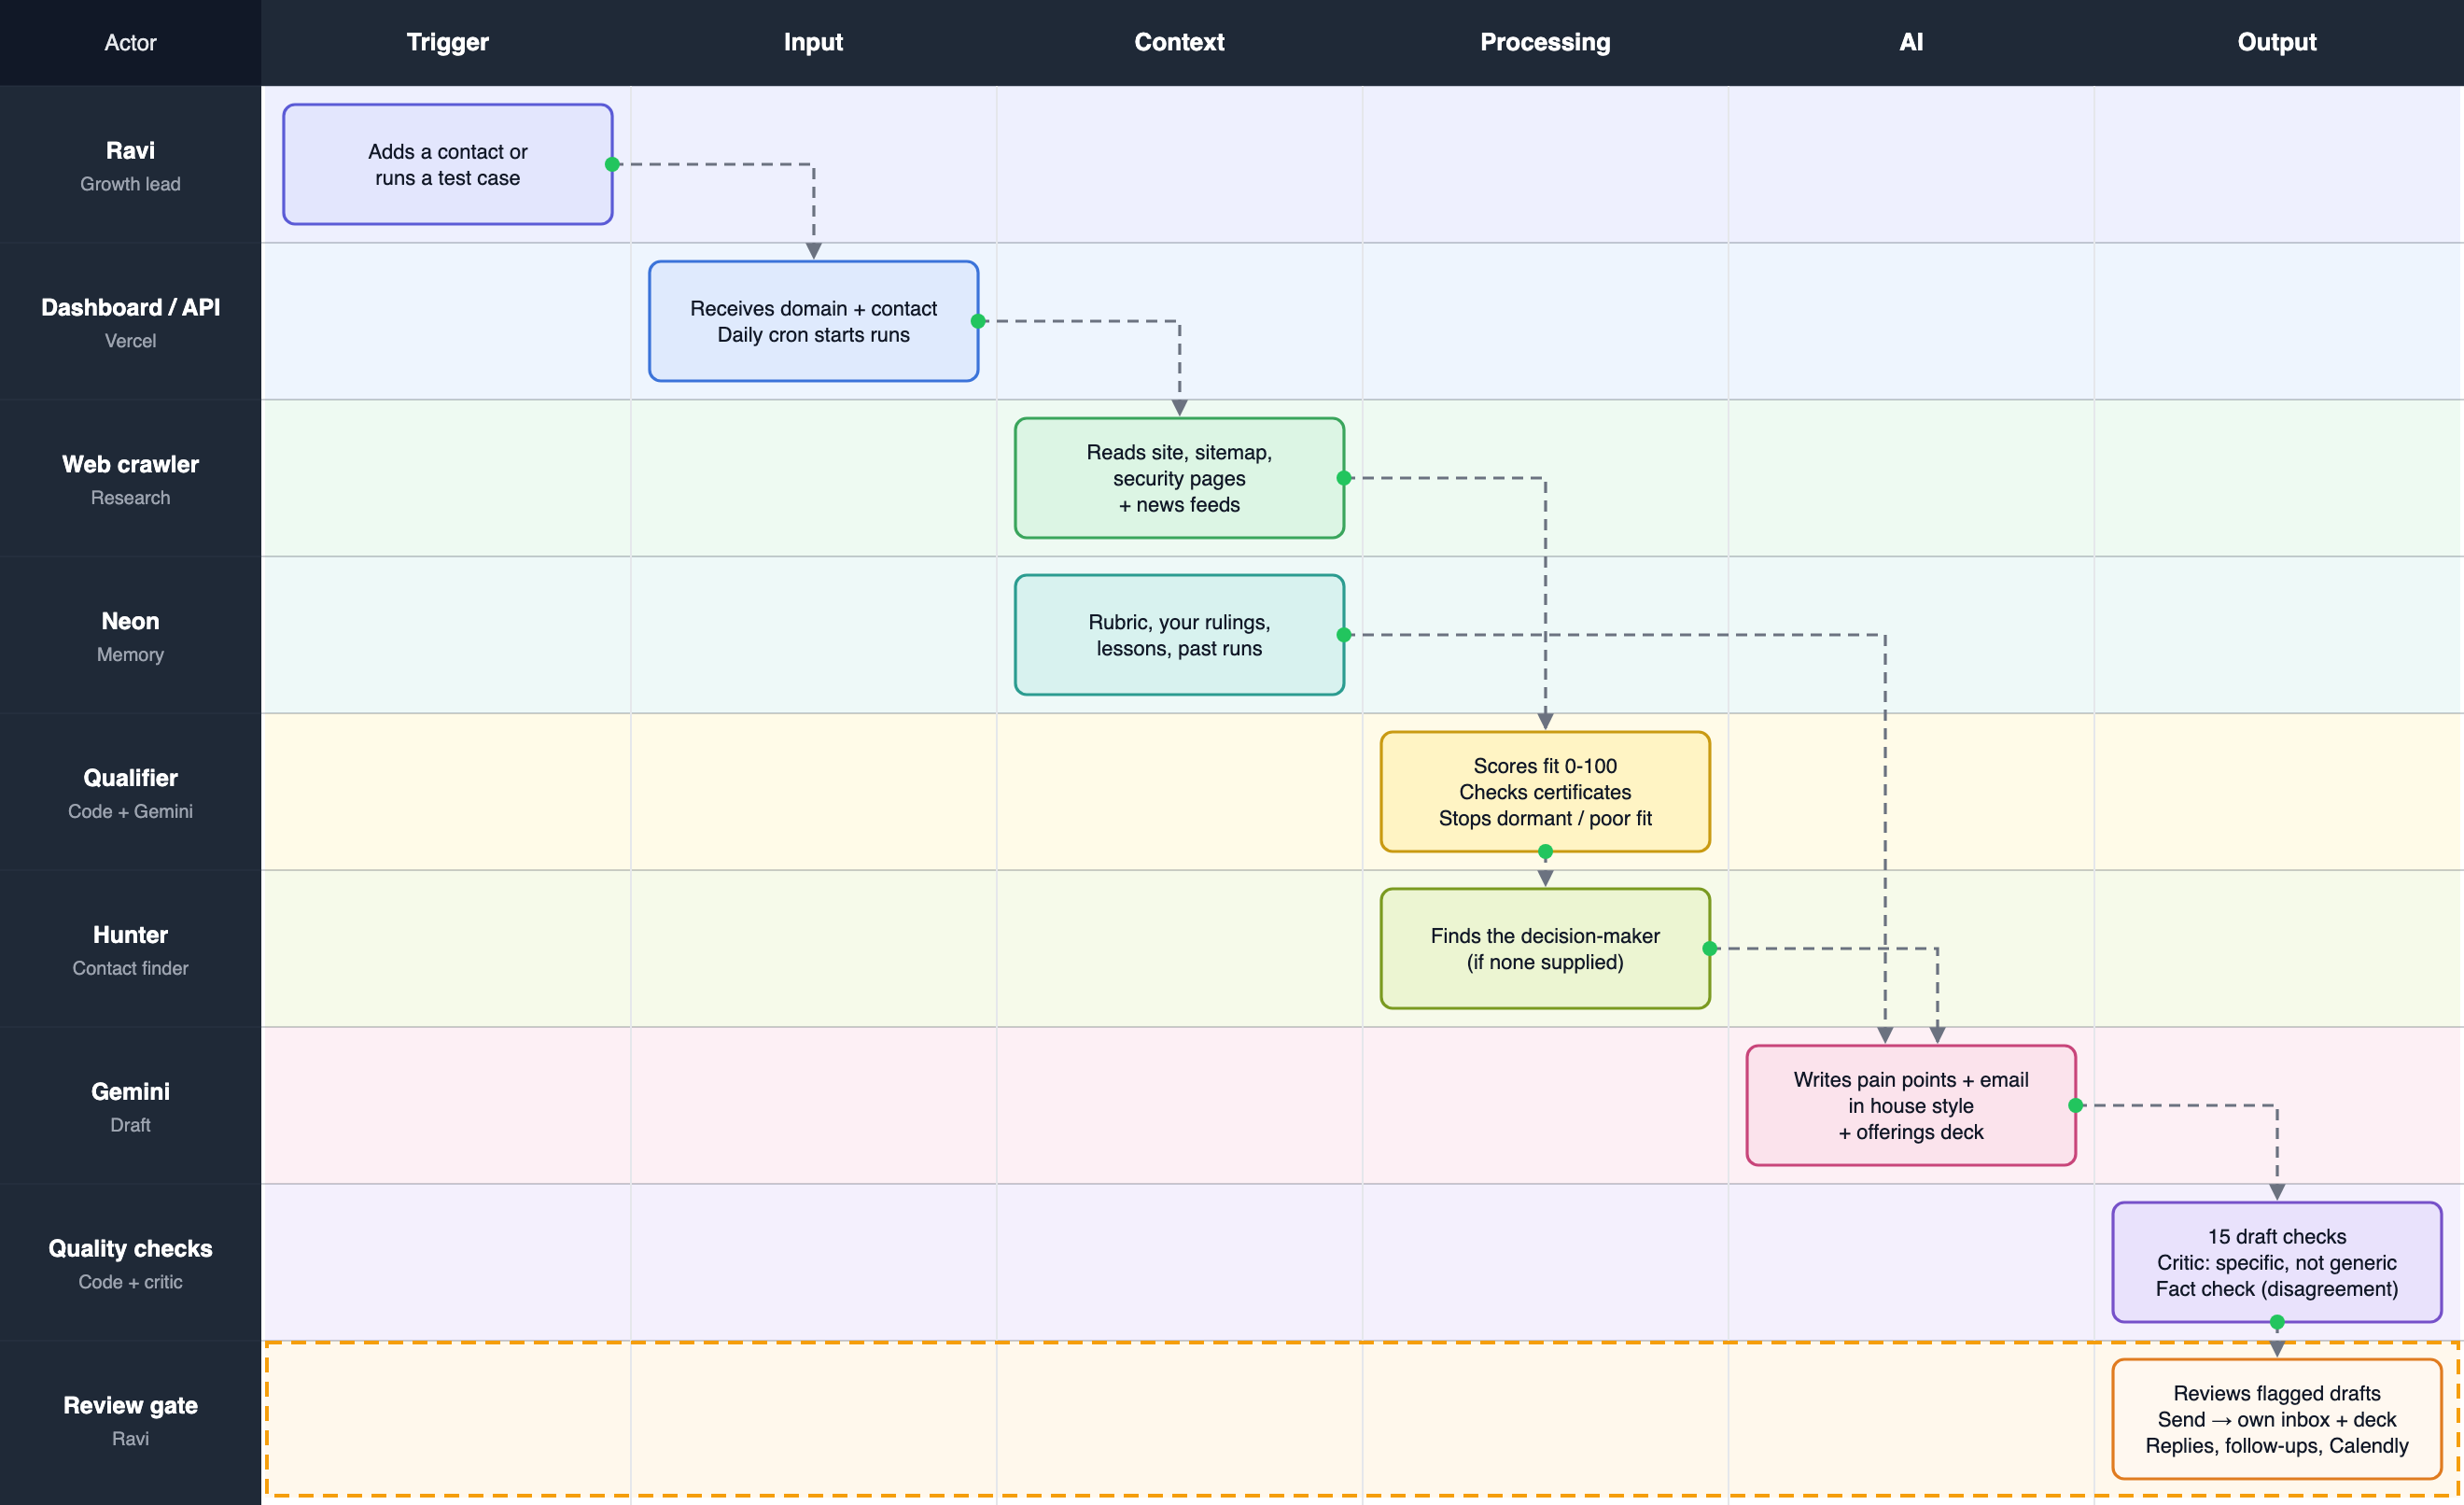 Actor
Trigger
Input
Context
Processing
AI
Output
Ravi
Growth lead
Adds a contact or
runs a test case
Dashboard / API
Vercel
Receives domain + contact
Daily cron starts runs
Web crawler
Research
Reads site, sitemap,
security pages
+ news feeds
Neon
Memory
Rubric, your rulings,
lessons, past runs
Qualifier
Code + Gemini
Scores fit 0-100
Checks certificates
Stops dormant / poor fit
Hunter
Contact finder
Finds the decision-maker
(if none supplied)
Gemini
Draft
Writes pain points + email
in house style
+ offerings deck
Quality checks
Code + critic
15 draft checks
Critic: specific, not generic
Fact check (disagreement)
Review gate
Ravi
Reviews flagged drafts
Send → own inbox + deck
Replies, follow-ups, Calendly